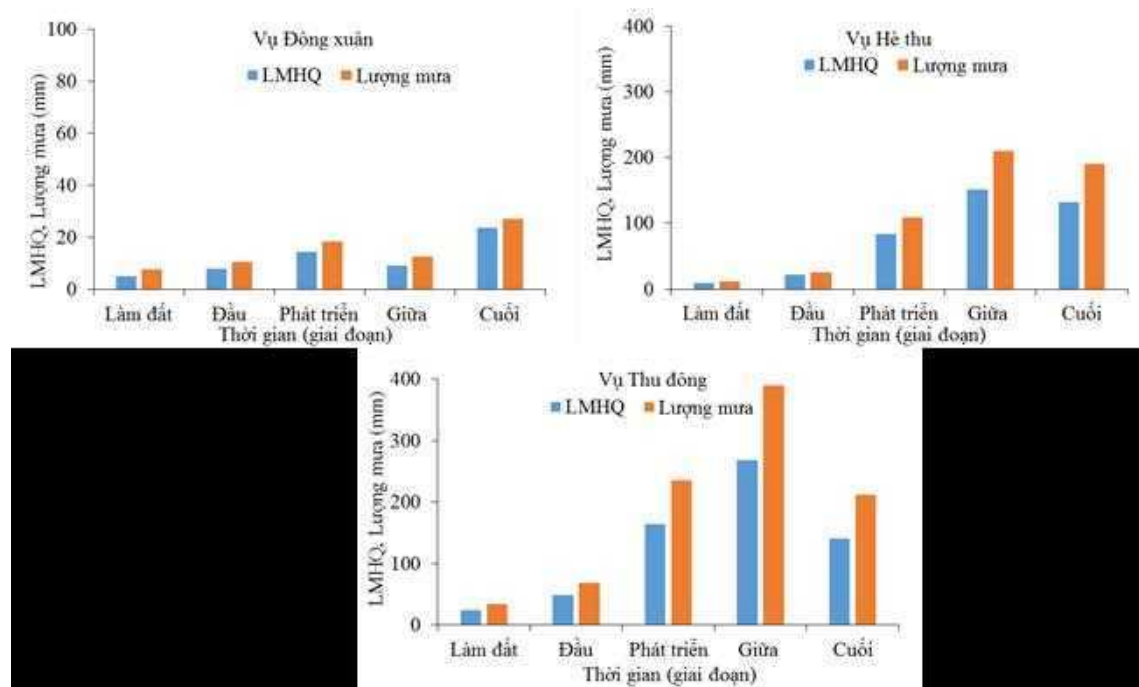 Vụ Đông xuân
LMHQ Lượng mưa
LMHQ, Lượng mưa (mm)
100
80
60
40
20
0
Làm đất Đầu Phát triển Giữa Cuối
Thời gian (giai đoạn)
Vụ Hè thu
LMHQ Lượng mưa
LMHQ, Lượng mưa (mm)
400
300
200
100
0
Làm đất Đầu Phát triển Giữa Cuối
Thời gian (giai đoạn)
Vụ Thu đông
LMHQ Lượng mưa
LMHQ, Lượng mưa (mm)
400
300
200
100
0
Làm đất Đầu Phát triển Giữa Cuối
Thời gian (giai đoạn)